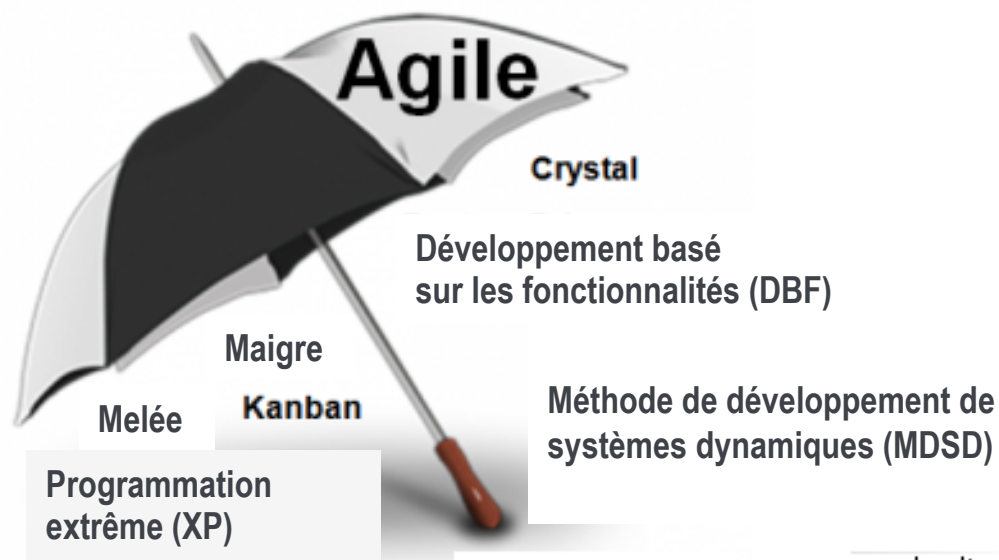 Agile
Crystal
Développement basé
sur les fonctionnalités (DBF)
Maigre
Kanban
Melée
Méthode de développement de
systèmes dynamiques (MDSD)
Programmation
extrême (XP)